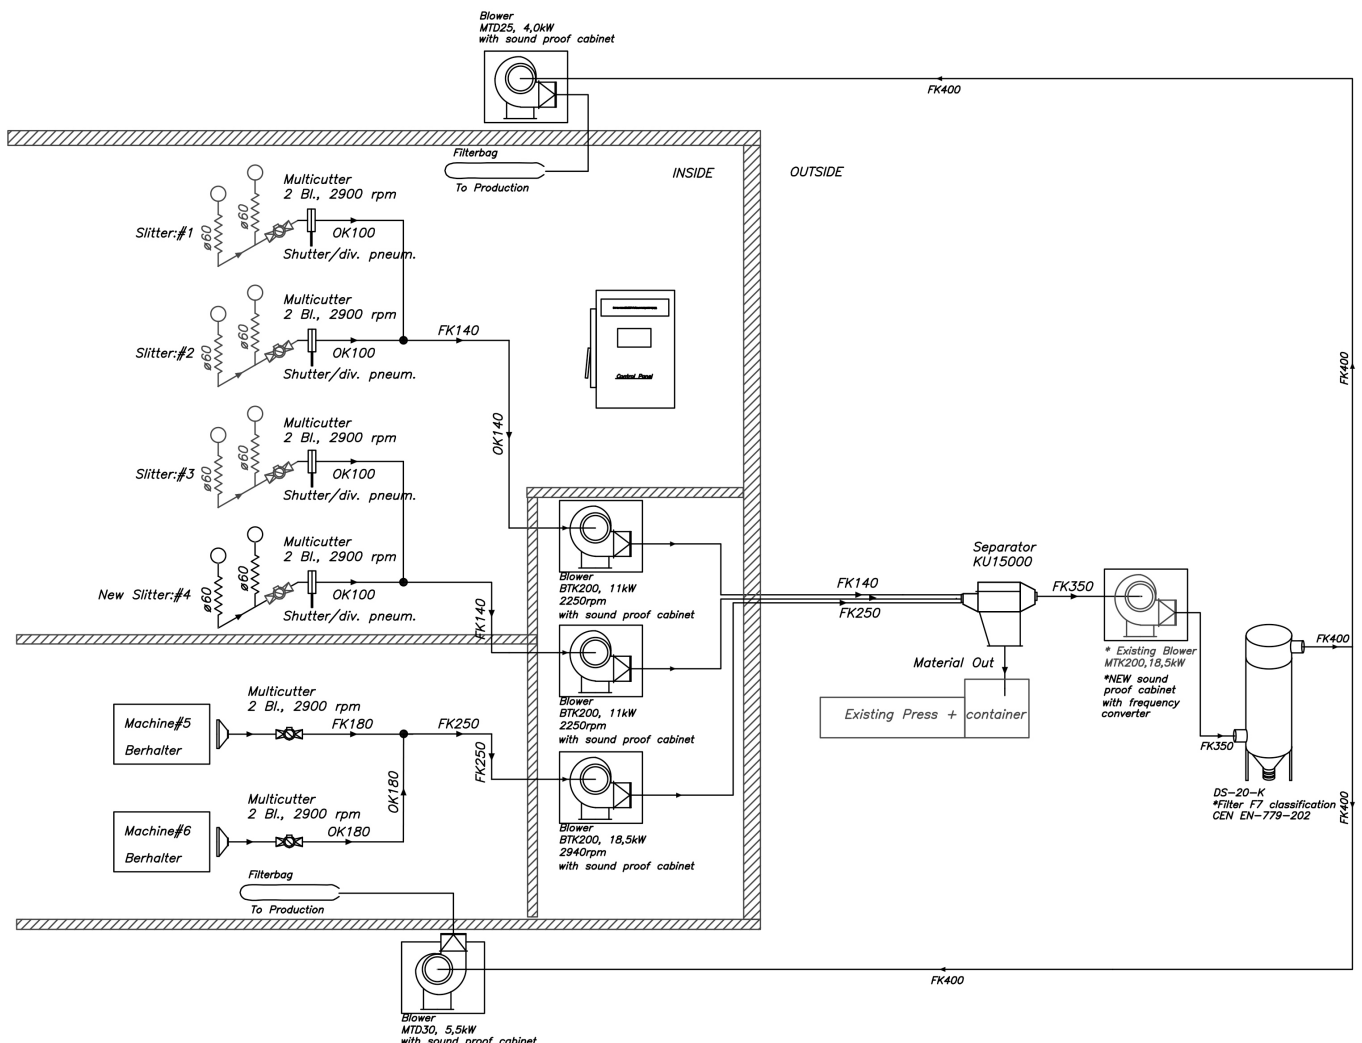 Blower
MTD25, 4,0kW
with sound proof cabinet
FK400
Filterbag
To Production
INSIDE
OUTSIDE
Multicutter
2 Bl., 2900 rpm
Slitter:#1
ø60
ø60
OK100
Shutter/div. pneum.
Multicutter
2 Bl., 2900 rpm
Slitter:#2
ø60
ø60
OK100
Shutter/div. pneum.
FK140
OK140
Control Panel
FK400
Multicutter
2 Bl., 2900 rpm
Slitter:#3
ø60
ø60
OK100
Shutter/div. pneum.
Multicutter
2 Bl., 2900 rpm
New Slitter:#4
ø60
ø60
OK100
Shutter/div. pneum.
FK140
Blower
BTK200, 11kW
2250rpm
with sound proof cabinet
Blower
BTK200, 11kW
2250rpm
with sound proof cabinet
Blower
BTK200, 18,5kW
2940rpm
with sound proof cabinet
FK140
FK250
Separator
KU15000
FK350
Material Out
Existing Press + container
* Existing Blower
MTK200,18,5kW
*NEW sound
proof cabinet
with frequency
converter
FK350
FK400
DS-20-K
*Filter F7 classification
CEN EN-779-202
FK400
Machine#5
Berhalter
Multicutter
2 Bl., 2900 rpm
FK180
FK250
FK250
OK180
Machine#6
Berhalter
Multicutter
2 Bl., 2900 rpm
OK180
Filterbag
To Production
FK400
Blower
MTD30, 5,5kW
with sound proof cabinet